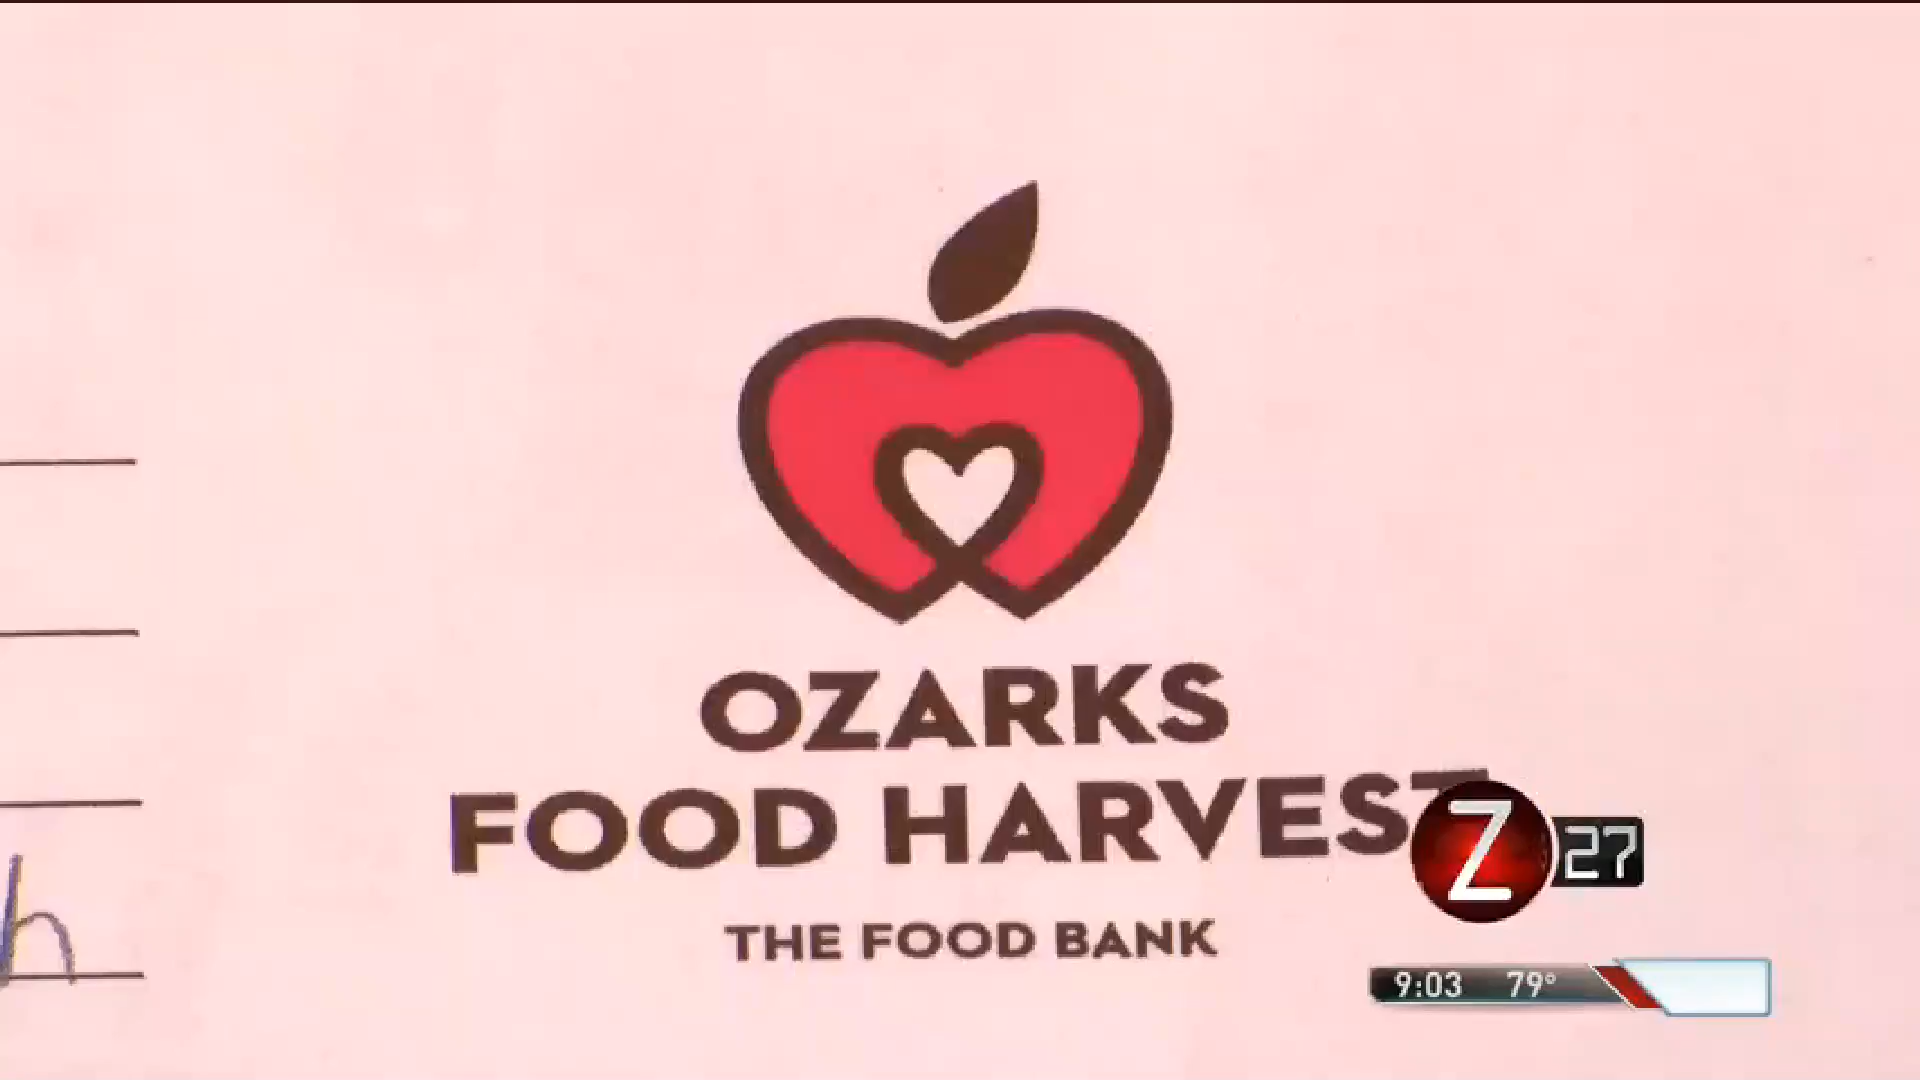 OZARKS
FOOD HARVEST
THE FOOD BANK
h
Z 27
9:03 79°